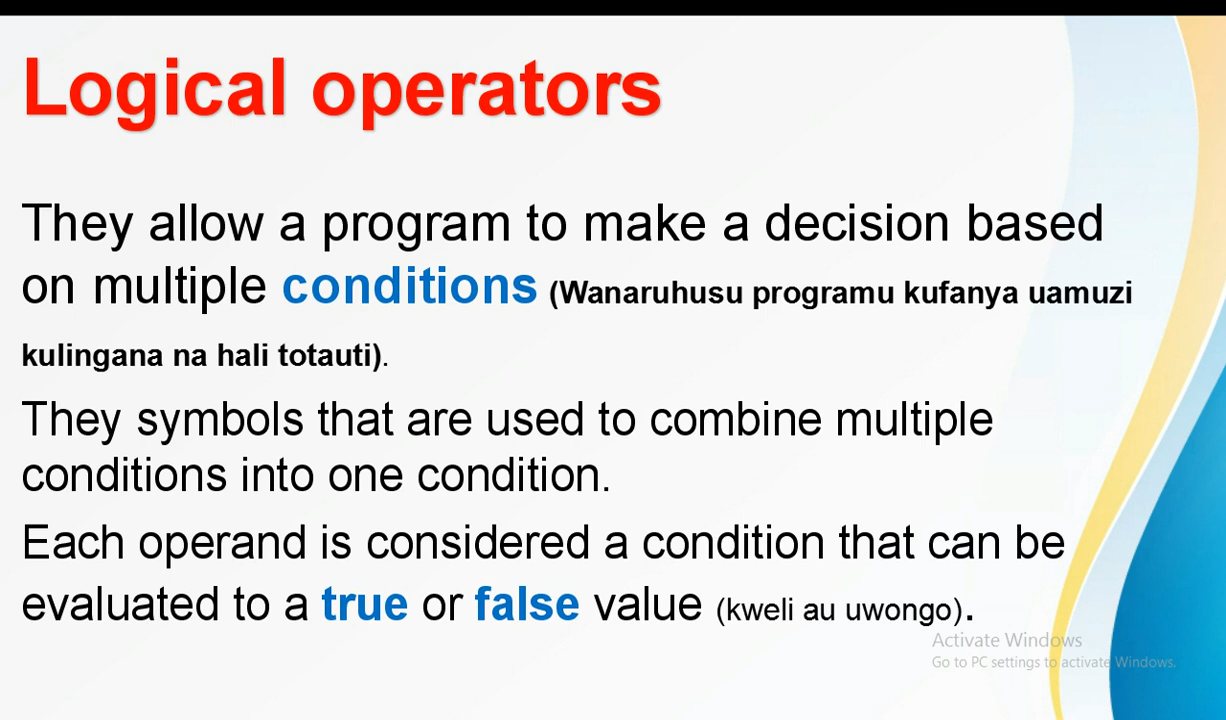 Logical operators
They allow a program to make a decision based
on multiple conditions (Wanaruhusu programu kufanya uamuzi
kulingana na hali totauti).
They symbols that are used to combine multiple
conditions into one condition.
Each operand is considered a condition that can be
evaluated to a true or false value (kweli au uwongo).
Activate Windows
Go to PC settings to activate Windows.